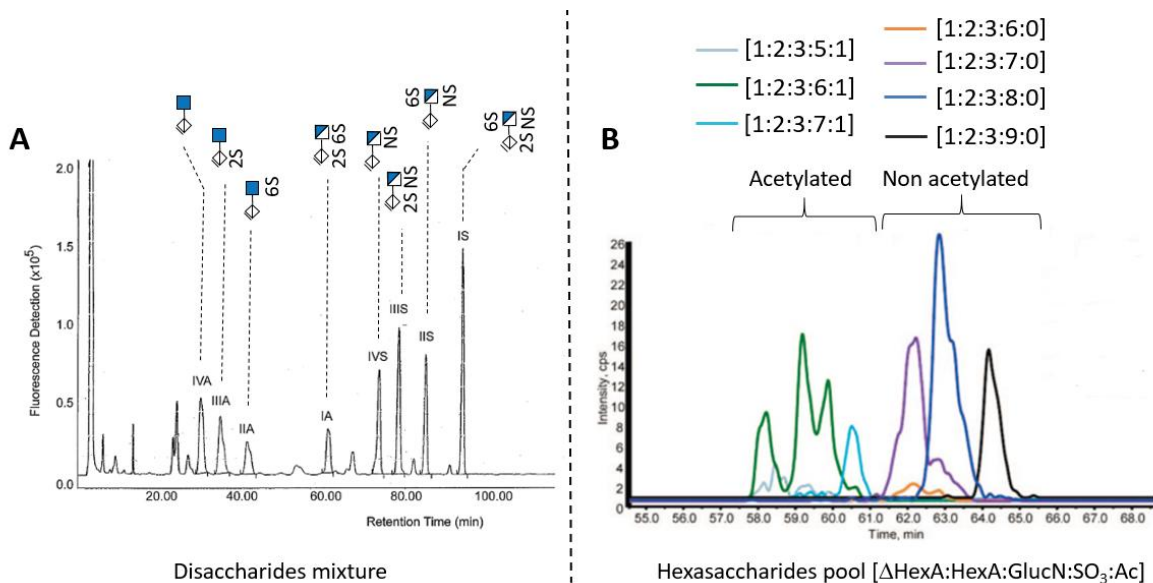 A
6S
NS
6S
2S NS
2S 6S
NS
2S
6S
2S NS
2.0
1.5
1.0
0.5
0.0
Fluorescence Detection (x10⁵)
IVA
IIIA
IIA
IA
IVS
IIIS
IIS
IS
20.00 40.00 60.00 80.00 100.00
Retention Time (min)
Disaccharides mixture
B
[1:2:3:5:1]
[1:2:3:6:1]
[1:2:3:7:1]
[1:2:3:6:0]
[1:2:3:7:0]
[1:2:3:8:0]
[1:2:3:9:0]
Acetylated
Non acetylated
26
24
22
20
18
16
14
12
10
8
6
4
2
0
Intensity, cps
55.0 56.0 57.0 58.0 59.0 60.0 61.0 62.0 63.0 64.0 65.0 66.0 67.0 68.0
Time, min
Hexasaccharides pool [ΔHexA:HexA:GlucN:SO₃:Ac]